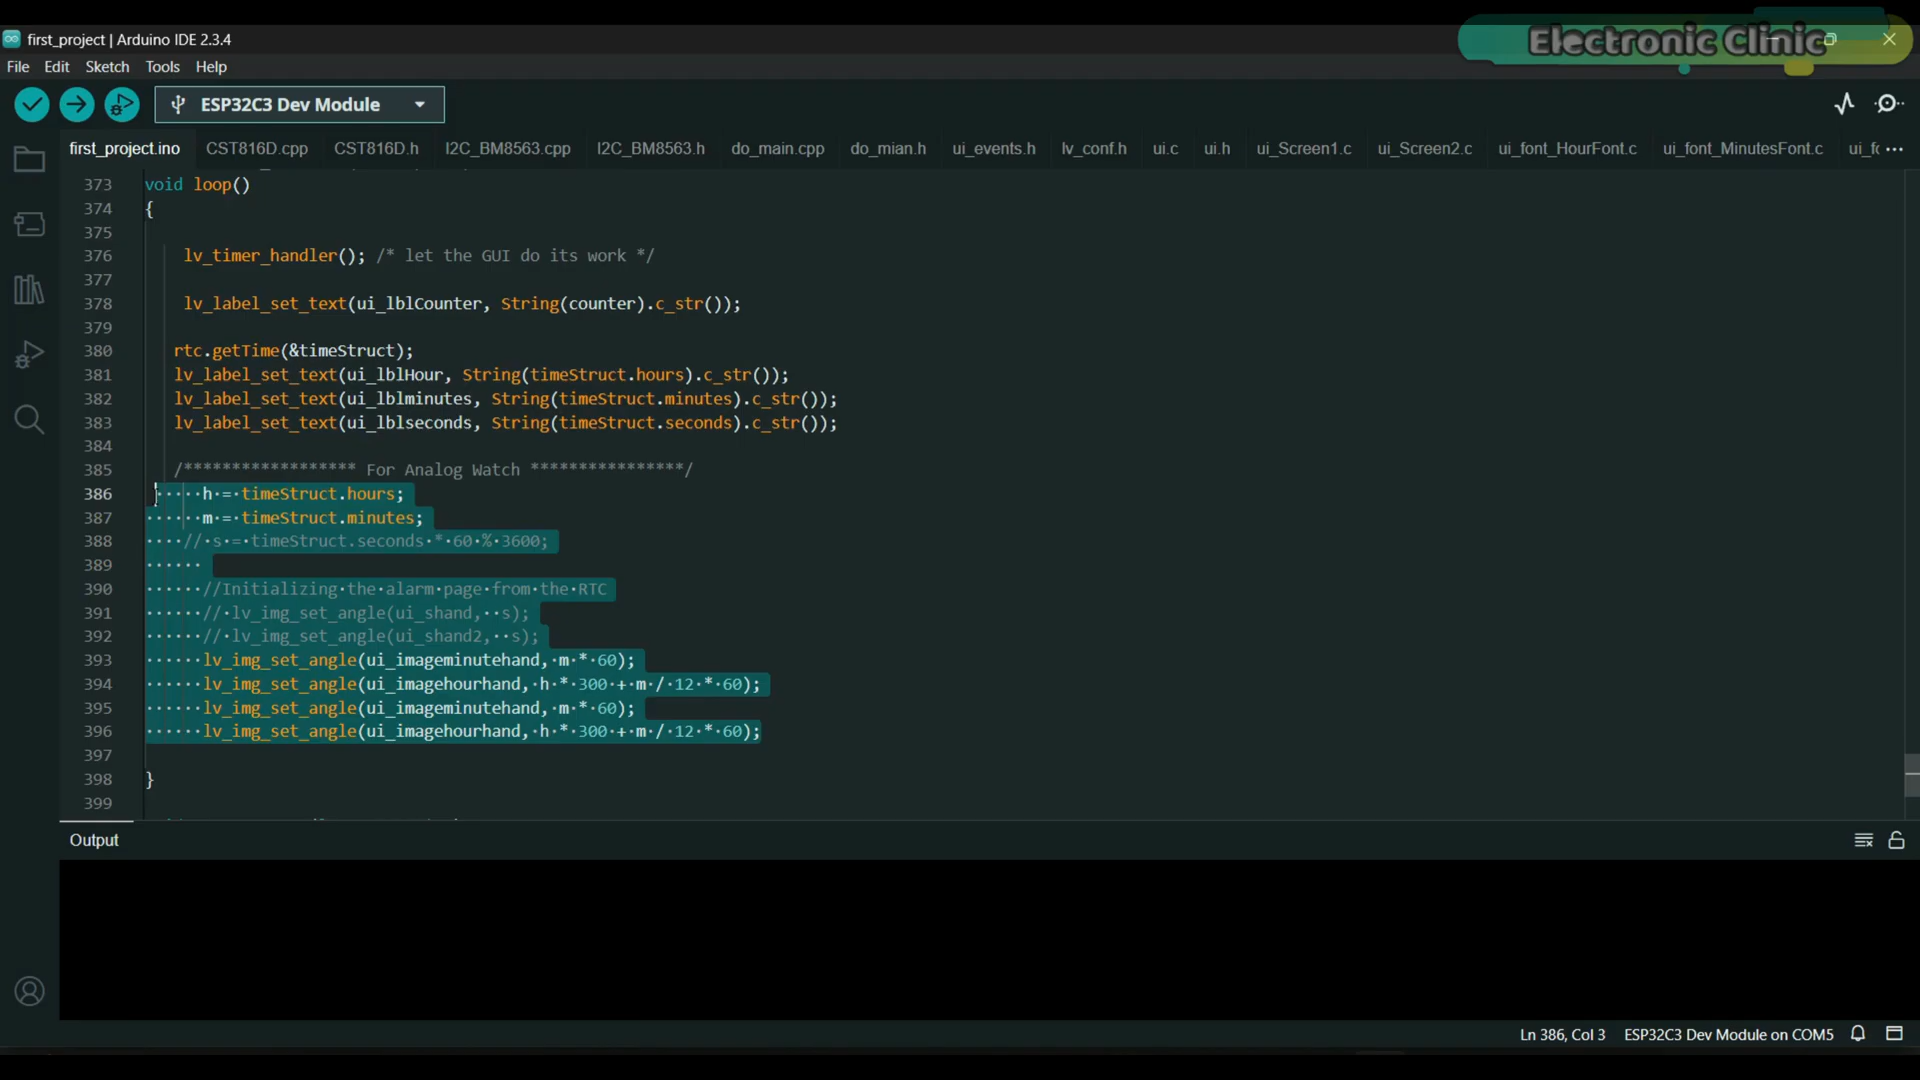 first_project | Arduino IDE 2.3.4
Electronic Clinic
File Edit Sketch Tools Help
ESP32C3 Dev Module
first_project.ino CST816D.cpp CST816D.h I2C_BM8563.cpp I2C_BM8563.h do_main.cpp do_mian.h ui_events.h lv_conf.h ui.c ui.h ui_Screen1.c ui_Screen2.c ui_font_HourFont.c ui_font_MinutesFont.c ui_fo ...
373 void loop()
374 {
375
376 lv_timer_handler(); /* let the GUI do its work */
377
378 lv_label_set_text(ui_lblCounter, String(counter).c_str());
379
380 rtc.getTime(&timeStruct);
381 lv_label_set_text(ui_lblHour, String(timeStruct.hours).c_str());
382 lv_label_set_text(ui_lblminutes, String(timeStruct.minutes).c_str());
383 lv_label_set_text(ui_lblseconds, String(timeStruct.seconds).c_str());
384
385 /****************** For Analog Watch ****************/
386 h = timeStruct.hours;
387 m = timeStruct.minutes;
388 // s = timeStruct.seconds * 60 % 3600;
389
390 //Initializing the alarm page from the RTC
391 // lv_img_set_angle(ui_shand,  s);
392 // lv_img_set_angle(ui_shand2,  s);
393 lv_img_set_angle(ui_imageminutehand, m * 60);
394 lv_img_set_angle(ui_imagehourhand, h * 300 + m / 12 * 60);
395 lv_img_set_angle(ui_imageminutehand, m * 60);
396 lv_img_set_angle(ui_imagehourhand, h * 300 + m / 12 * 60);
397
398 }
399
Output
Ln 386, Col 3 ESP32C3 Dev Module on COM5